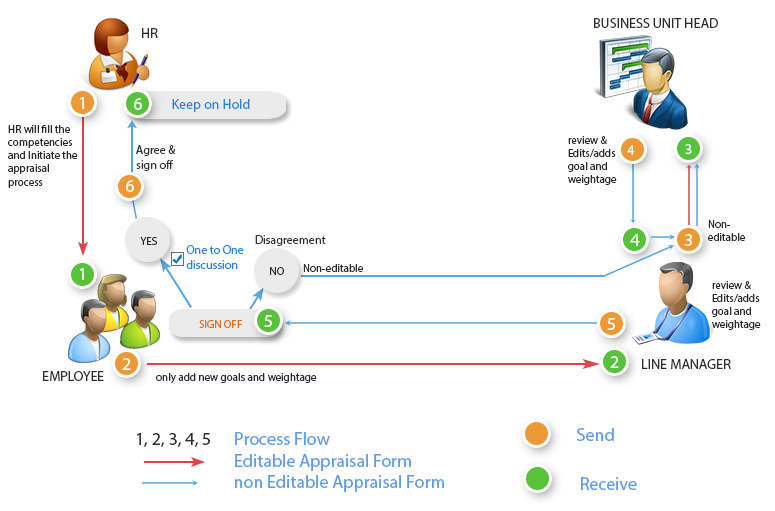 HR
BUSINESS UNIT HEAD
1
6
Keep on Hold
HR will fill the
competencies
and Initiate the
appraisal
process
Agree &
sign off
6
review &
Edits/adds
goal and
weightage
4
3
YES
One to One
discussion
Disagreement
NO
Non-editable
4
3
Non-
editable
1
review &
Edits/adds
goal and
weightage
SIGN OFF
5
5
EMPLOYEE
2
only add new goals and weightage
2
LINE MANAGER
1, 2, 3, 4, 5
Process Flow
Editable Appraisal Form
non Editable Appraisal Form
Send
Receive